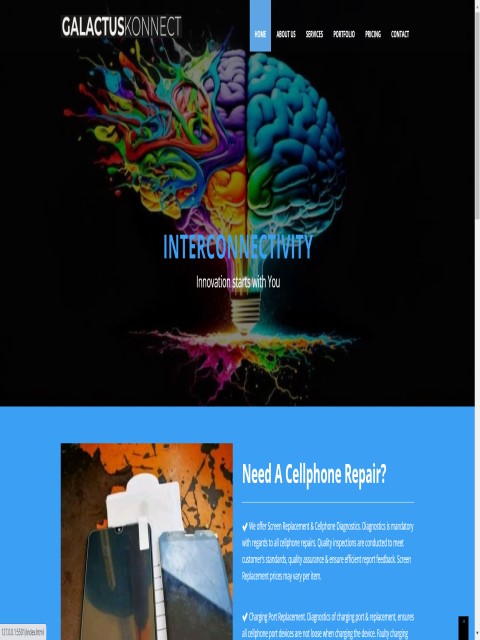 GALACTUSKONNECT
HOME ABOUT US SERVICES PORTFOLIO PRICING CONTACT
INTERCONNECTIVITY
Innovation starts with You
Need A Cellphone Repair?
✔ We offer Screen Replacement & Cellphone Diagnostics. Diagnostics is mandatory
with regards to all cellphone repairs. Quality inspections are conducted to meet
customer's standards, quality assurance & ensure efficient report feedback. Screen
Replacement prices may vary per item.
✔ Charging Port Replacement. Diagnostics of charging port & replacement, ensures
all cellphone port devices are not loose when charging the device. Faulty charging
127.0.0.1:5501/index.html